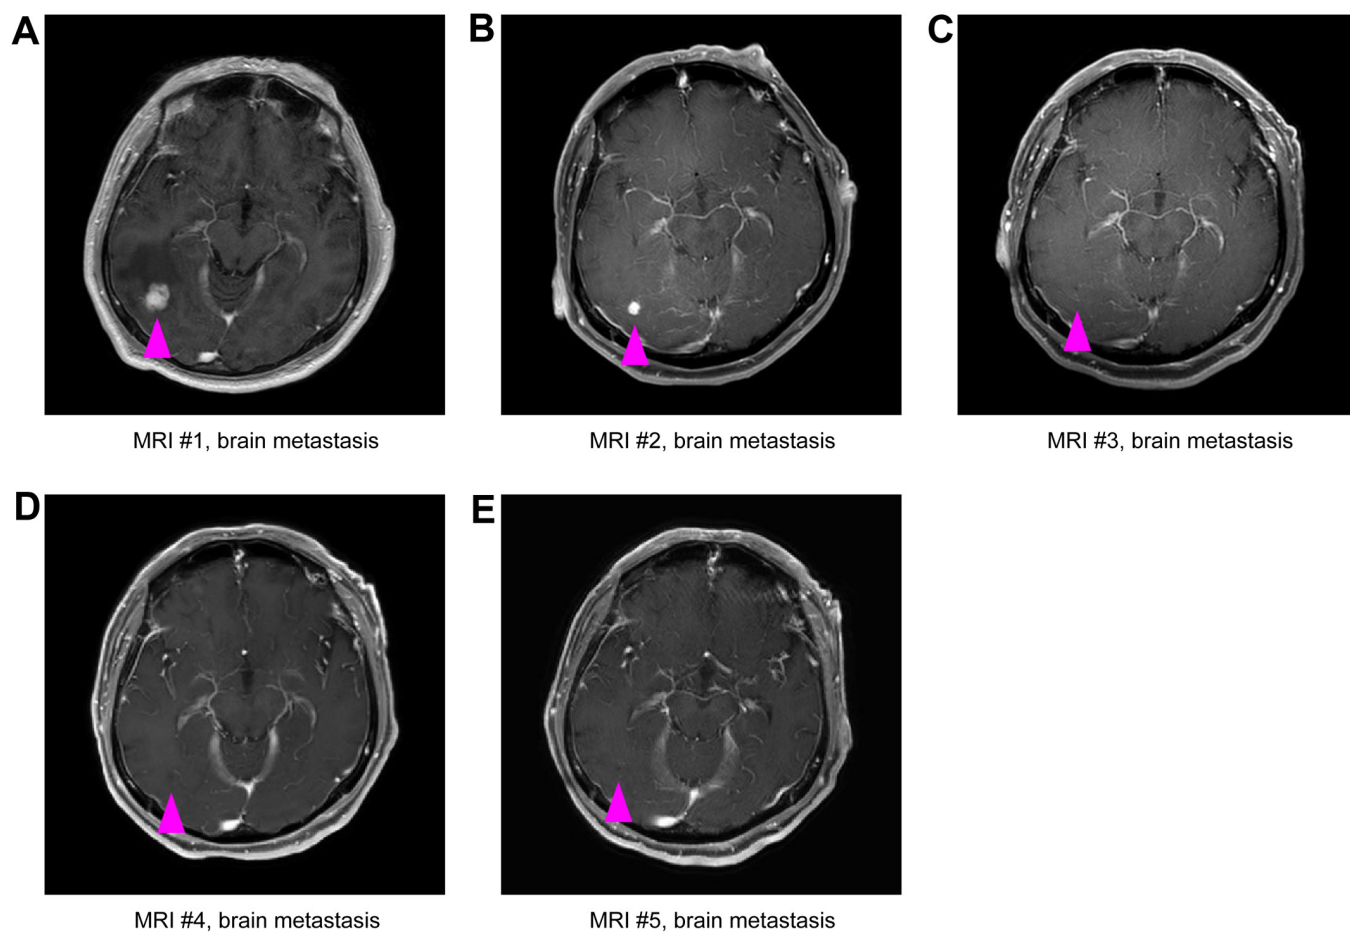 A
B
C
MRI #1, brain metastasis
MRI #2, brain metastasis
MRI #3, brain metastasis
D
E
MRI #4, brain metastasis
MRI #5, brain metastasis